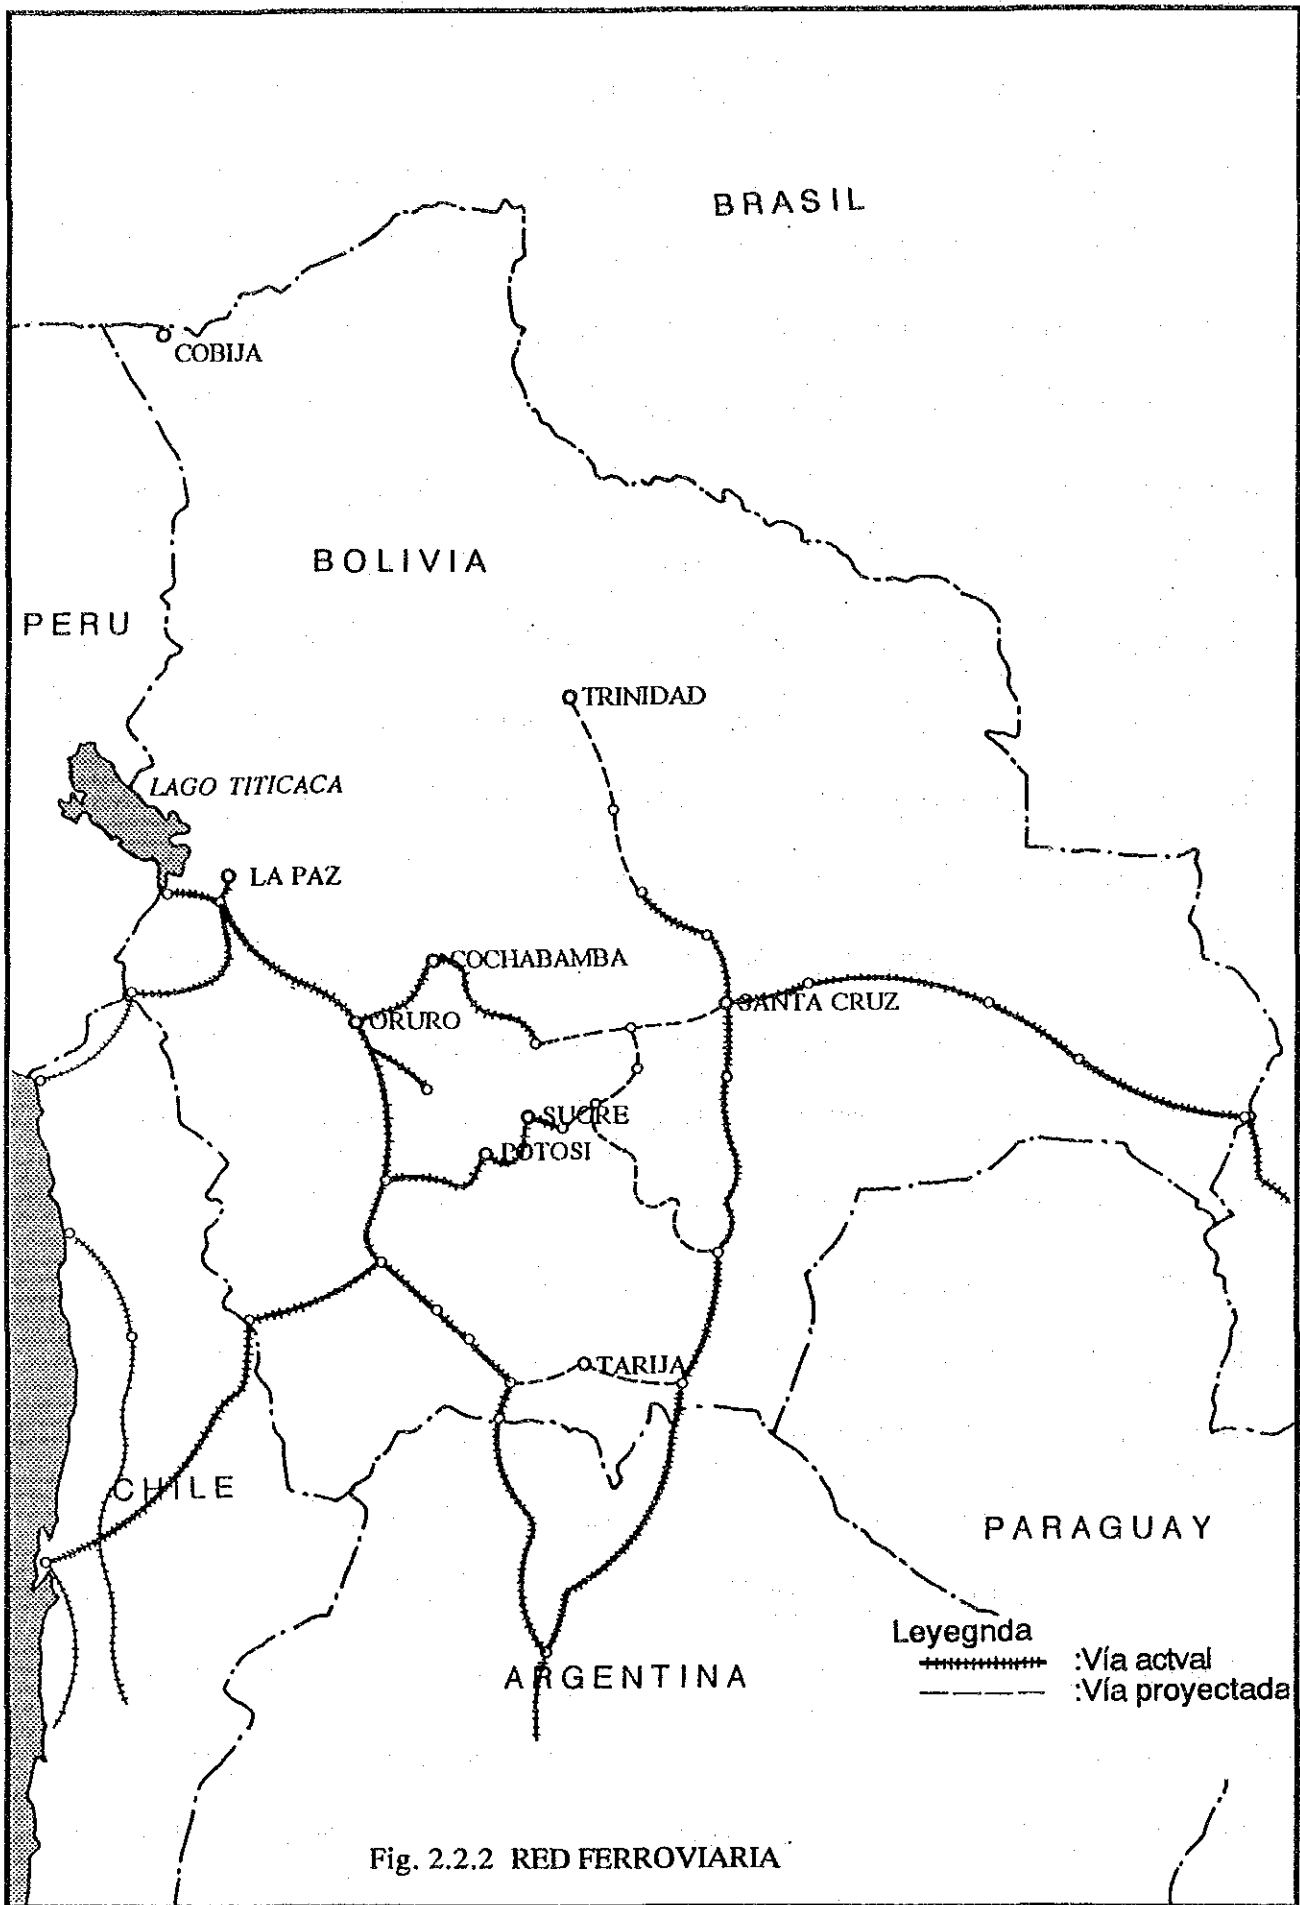 BRASIL
COBIJA
BOLIVIA
PERU
TRINIDAD
LAGO TITICACA
LA PAZ
COCHABAMBA
SANTA CRUZ
ORURO
SUCRE
POTOSI
TARIJA
CHILE
PARAGUAY
Leyegnda
:Vía actval
:Vía proyectada
ARGENTINA
Fig. 2.2.2 RED FERROVIARIA